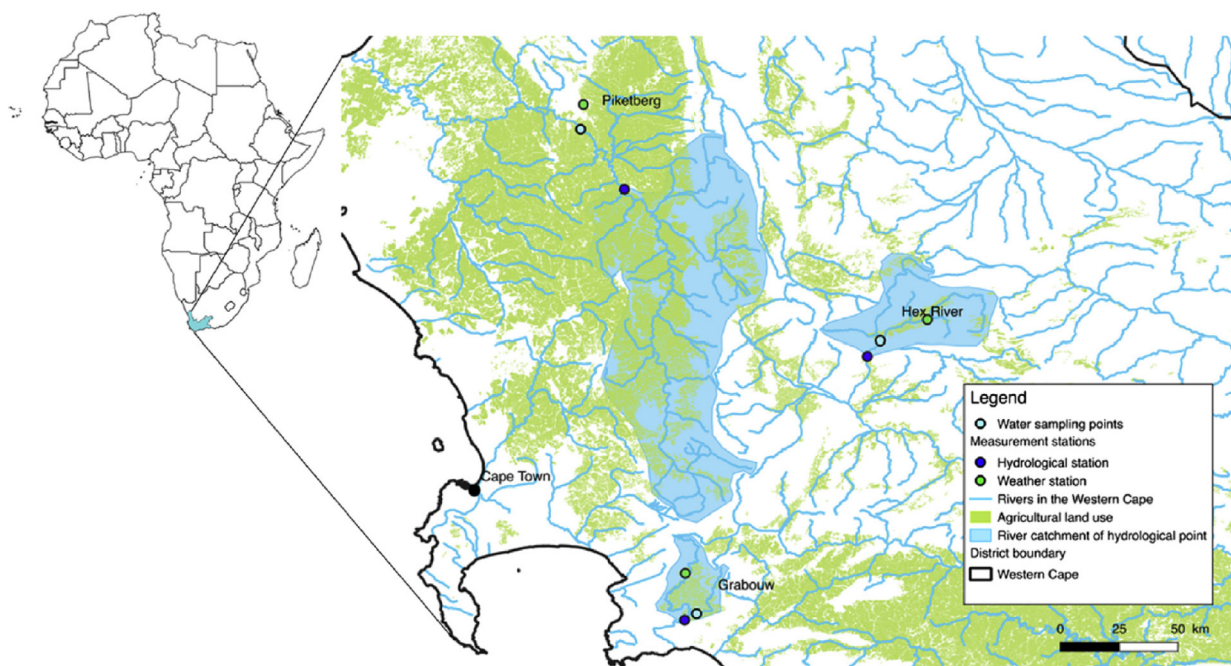 Piketberg
Hex River
Cape Town
Grabouw
Legend
Water sampling points
Measurement stations
Hydrological station
Weather station
Rivers in the Western Cape
Agricultural land use
River catchment of hydrological point
District boundary
Western Cape
0 25 50 km